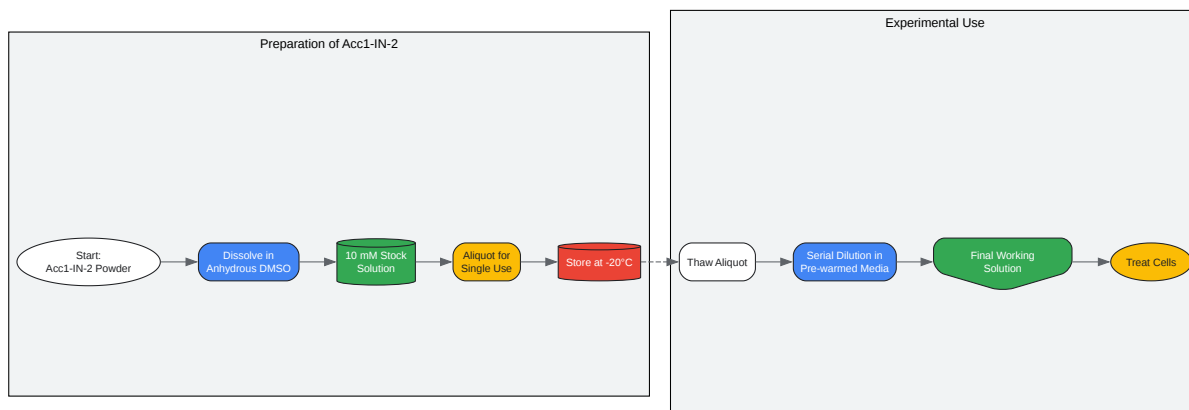 Preparation of Acc1-IN-2
Start:
Acc1-IN-2 Powder
Dissolve in
Anhydrous DMSO
10 mM Stock
Solution
Aliquot for
Single Use
Store at -20°C
Experimental Use
Thaw Aliquot
Serial Dilution in
Pre-warmed Media
Final Working
Solution
Treat Cells